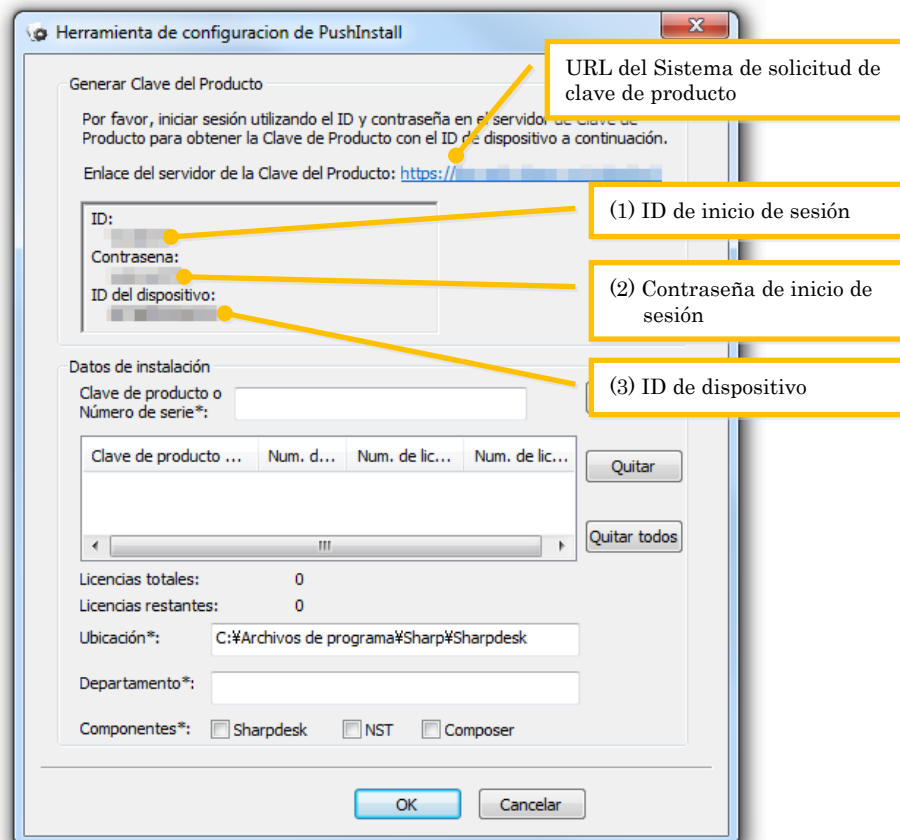 Herramienta de configuracion de PushInstall
Generar Clave del Producto
URL del Sistema de solicitud de
clave de producto
Por favor, iniciar sesión utilizando el ID y contraseña en el servidor de Clave de
Producto para obtener la Clave de Producto con el ID de dispositivo a continuación.
Enlace del servidor de la Clave del Producto: https://
ID:
(1) ID de inicio de sesión
Contrasena:
(2) Contraseña de inicio de
sesión
ID del dispositivo:
(3) ID de dispositivo
Datos de instalación
Clave de producto o
Número de serie*:
Clave de producto ... Num. d... Num. de lic... Num. de lic...
Quitar
Quitar todos
Licencias totales: 0
Licencias restantes: 0
Ubicación*: C:¥Archivos de programa¥Sharp¥Sharpdesk
Departamento*:
Componentes*: Sharpdesk NST Composer
OK Cancelar